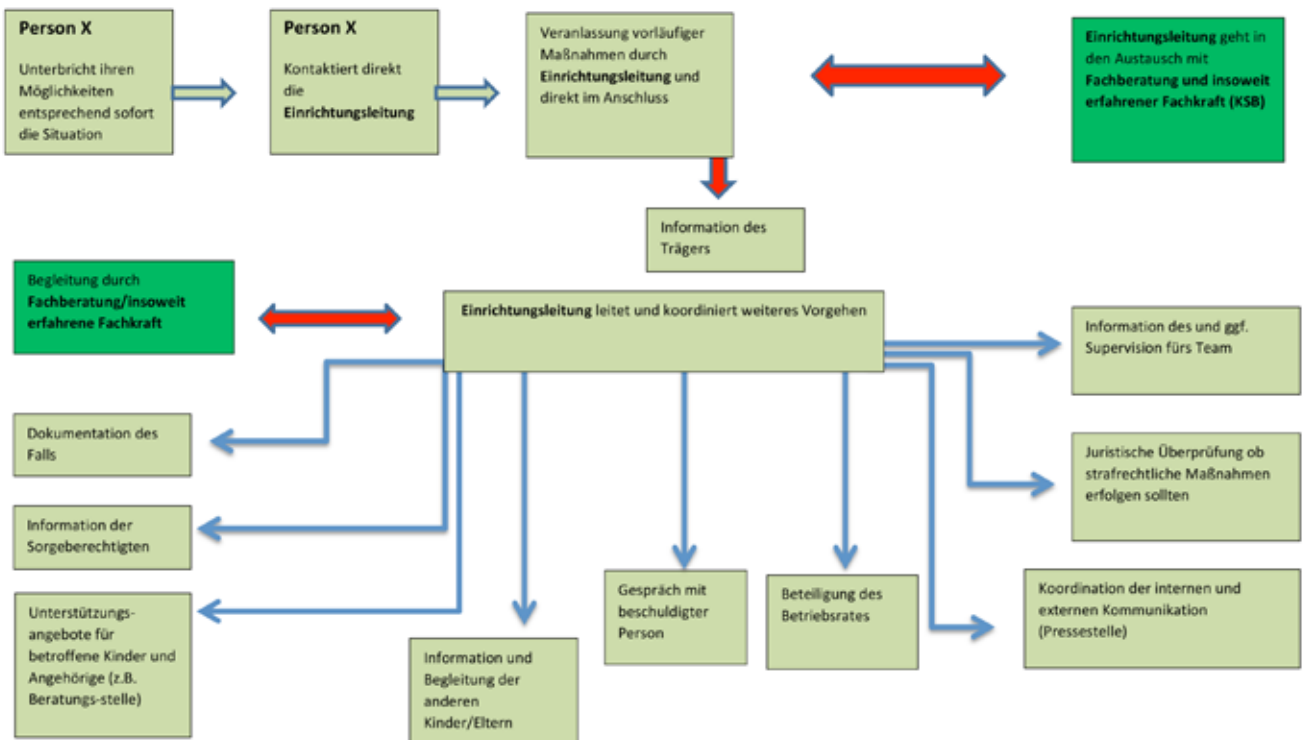 Person X
Unterbricht ihren
Möglichkeiten
entsprechend sofort
die Situation
Person X
Kontaktiert direkt
die
Einrichtungsleitung
Veranlassung vorläufiger
Maßnahmen durch
Einrichtungsleitung und
direkt im Anschluss
Einrichtungsleitung geht in
den Austausch mit
Fachberatung und insoweit
erfahrener Fachkraft (KSB)
Information des
Trägers
Begleitung durch
Fachberatung/insoweit
erfahrene Fachkraft
Einrichtungsleitung leitet und koordiniert weiteres Vorgehen
Information des und ggf.
Supervision fürs Team
Dokumentation des
Falls
Juristische Überprüfung ob
strafrechtliche Maßnahmen
erfolgen sollten
Information der
Sorgeberechtigten
Unterstützungs-
angebote für
betroffene Kinder und
Angehörige (z.B.
Beratungs-stelle)
Information und
Begleitung der
anderen
Kinder/Eltern
Gespräch mit
beschuldigter
Person
Beteiligung des
Betriebsrates
Koordination der internen und
externen Kommunikation
(Pressestelle)